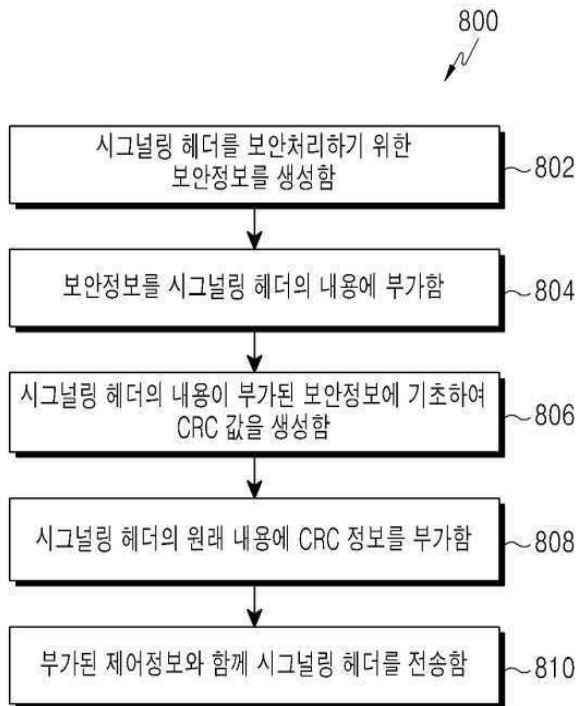 800
시그널링 헤더를 보안처리하기 위한
보안정보를 생성함
802
보안정보를 시그널링 헤더의 내용에 부가함
804
시그널링 헤더의 내용이 부가된 보안정보에 기초하여
CRC 값을 생성함
806
시그널링 헤더의 원래 내용에 CRC 정보를 부가함
808
부가된 제어정보와 함께 시그널링 헤더를 전송함
810